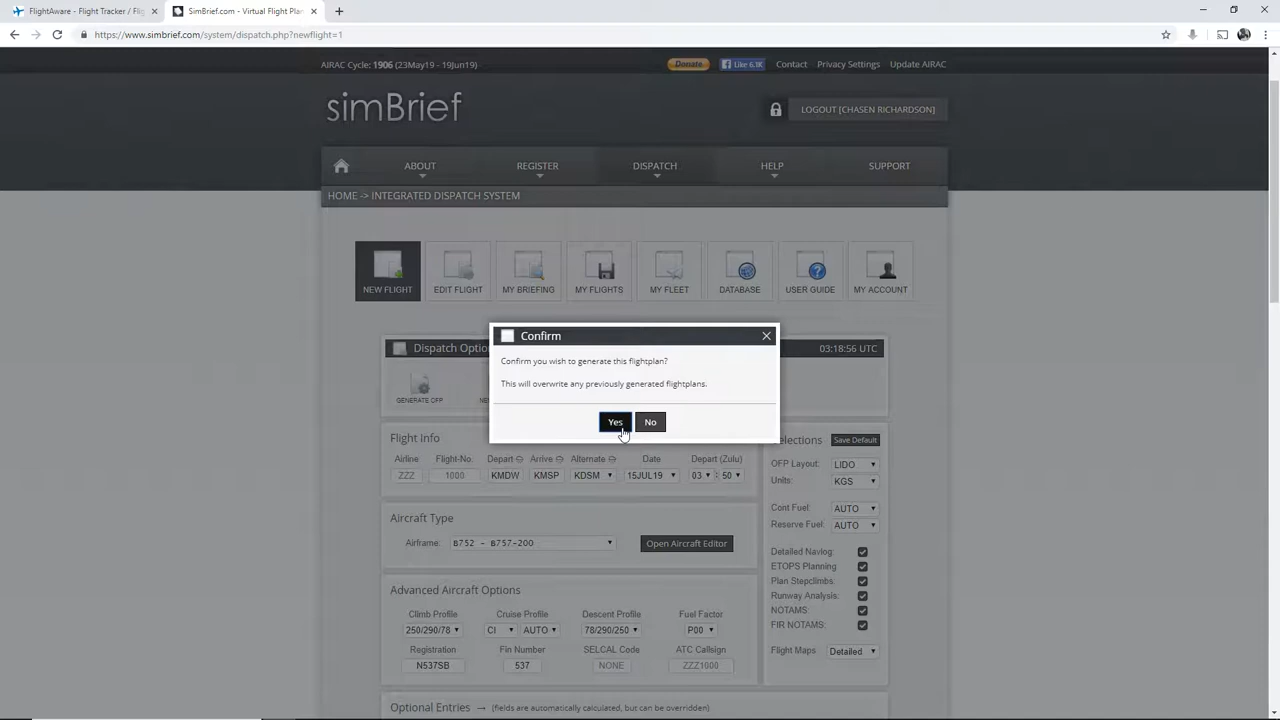 FlightAware - Flight Tracker / Flig
SimBrief.com - Virtual Flight Plan
https://www.simbrief.com/system/dispatch.php?newflight=1
AIRAC Cycle: 1906 (23May19 - 19Jun19)
Donate
Like 6.1K
Contact
Privacy Settings
Update AIRAC
simBrief
LOGOUT [CHASEN RICHARDSON]
ABOUT
REGISTER
DISPATCH
HELP
SUPPORT
HOME -> INTEGRATED DISPATCH SYSTEM
NEW FLIGHT
EDIT FLIGHT
MY BRIEFING
MY FLIGHTS
MY FLEET
DATABASE
USER GUIDE
MY ACCOUNT
Dispatch Optio
03:18:56 UTC
GENERATE OFP
Confirm
Confirm you wish to generate this flightplan?
This will overwrite any previously generated flightplans.
Yes
No
Flight Info
Airline Flight-No. Depart Arrive Alternate Date Depart (Zulu)
ZZZ 1000 KMDW KMSP KDSM 15JUL19 03 : 50
Aircraft Type
Airframe: B752 - B757-200
Open Aircraft Editor
Advanced Aircraft Options
Climb Profile Cruise Profile Descent Profile Fuel Factor
250/290/78 CI AUTO 78/290/250 P00
Registration Fin Number SELCAL Code ATC Callsign
N537SB 537 NONE ZZZ1000
Optional Entries → (fields are automatically calculated, but can be overridden)
elections
Save Default
OFP Layout: LIDO
Units: KGS
Cont Fuel: AUTO
Reserve Fuel: AUTO
Detailed Navlog:
ETOPS Planning
Plan Stepclimbs:
Runway Analysis:
NOTAMS:
FIR NOTAMS:
Flight Maps: Detailed